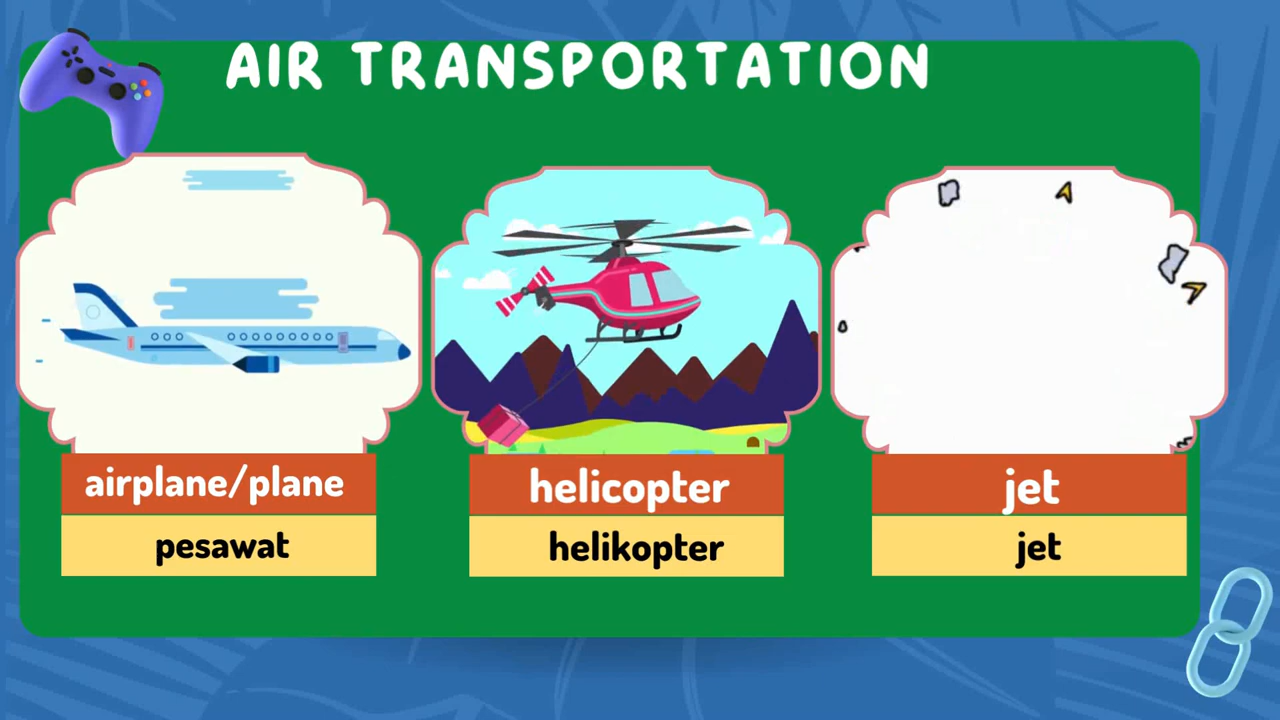 AIR TRANSPORTATION
airplane/plane
pesawat
helicopter
helikopter
jet
jet